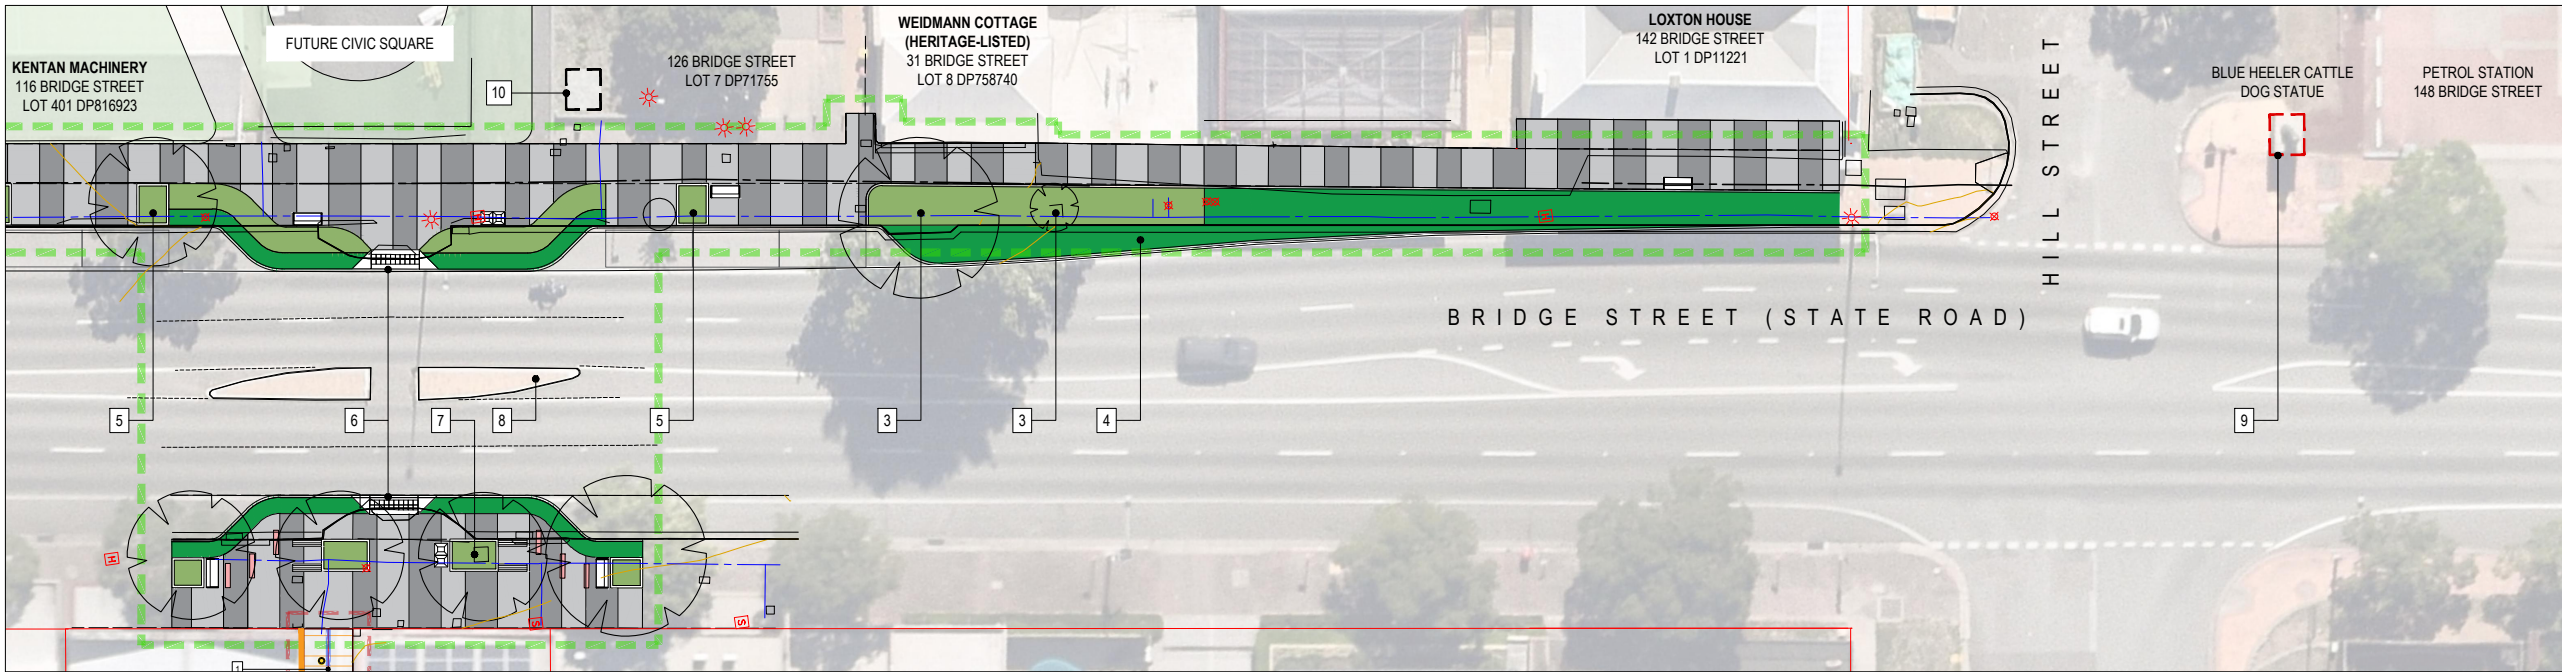 KENTAN MACHINERY
116 BRIDGE STREET
LOT 401 DP816923
FUTURE CIVIC SQUARE
10
126 BRIDGE STREET
LOT 7 DP71755
WEIDMANN COTTAGE
(HERITAGE-LISTED)
31 BRIDGE STREET
LOT 8 DP758740
LOXTON HOUSE
142 BRIDGE STREET
LOT 1 DP11221
HILL STREET
BLUE HEELER CATTLE
DOG STATUE
PETROL STATION
148 BRIDGE STREET
BRIDGE STREET (STATE ROAD)
5
6
7
8
5
3
3
4
9
H
S
S
1